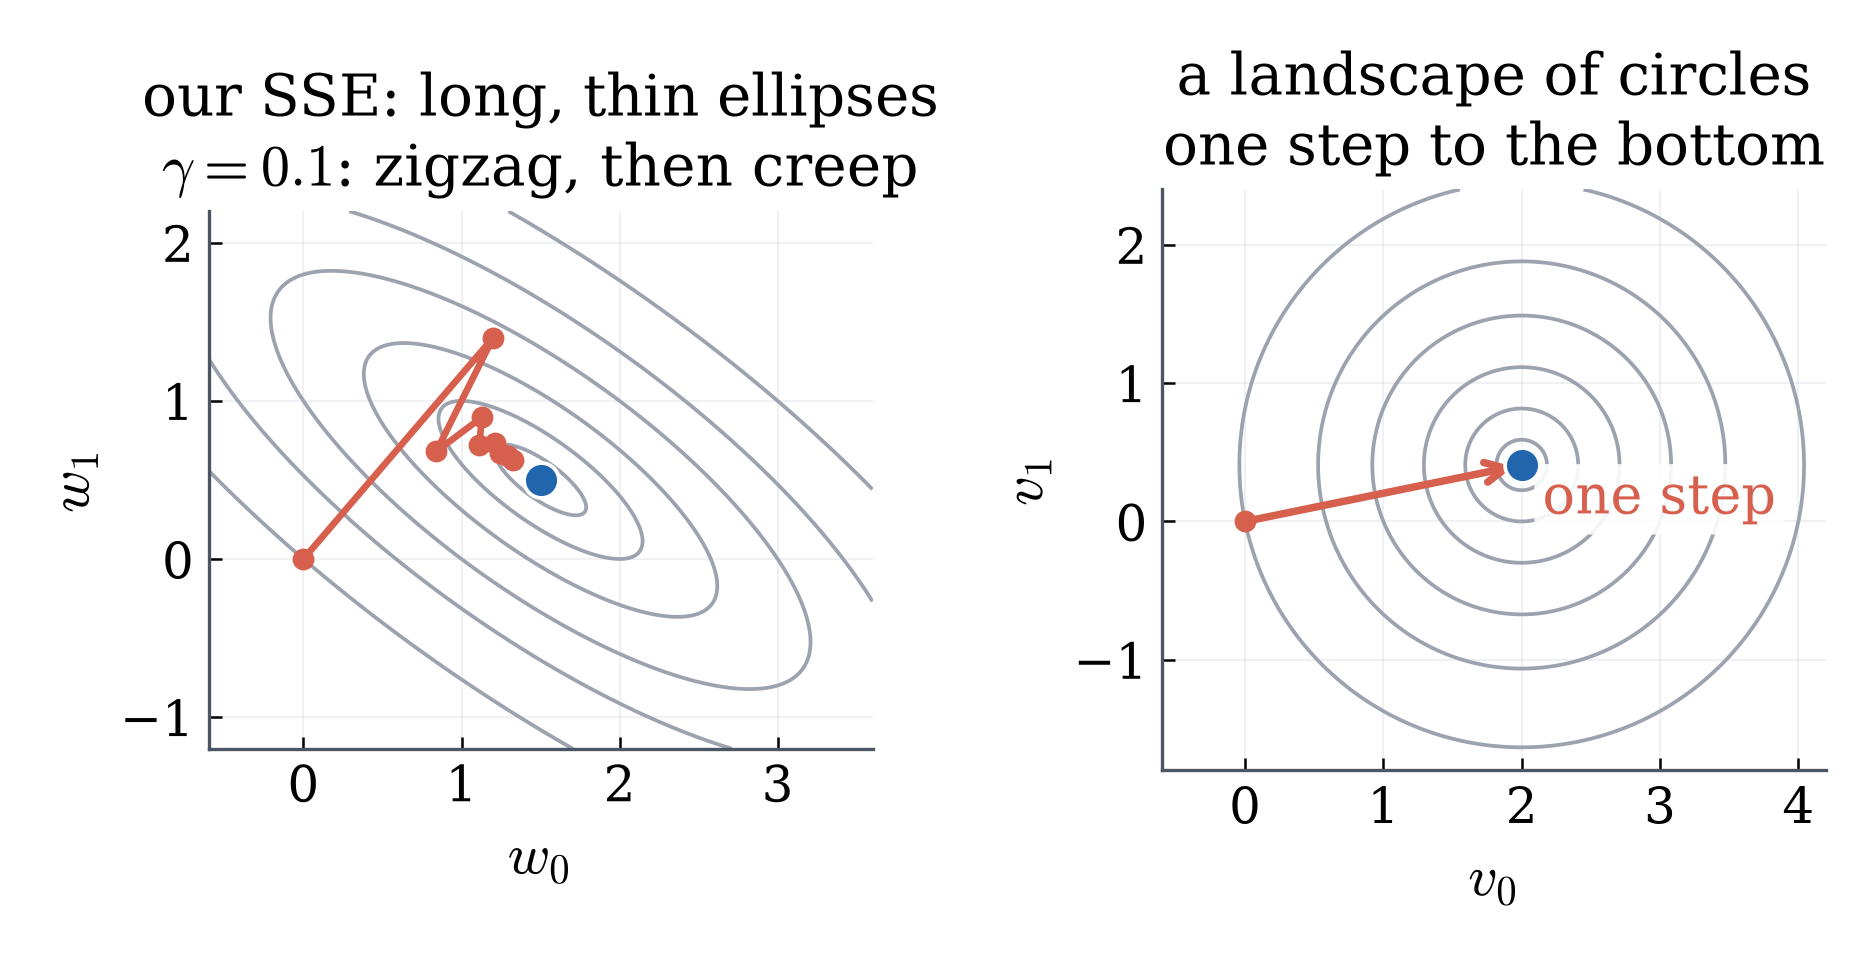 our SSE: long, thin ellipses
γ = 0.1: zigzag, then creep
2
1
0
−1
w₁
0
1
2
3
w₀
a landscape of circles
one step to the bottom
2
1
0
−1
v₁
one step
0
1
2
3
4
v₀